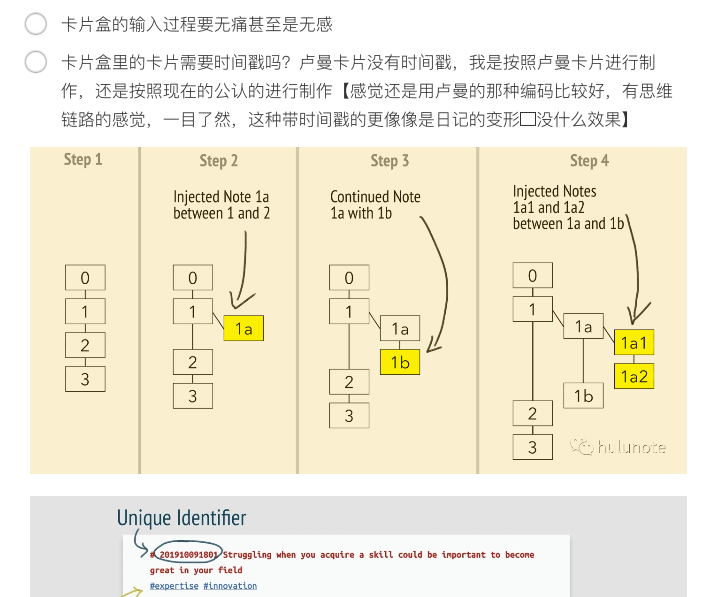 卡片盒的输入过程要无痛甚至是无感
卡片盒里的卡片需要时间戳吗？卢曼卡片没有时间戳，我是按照卢曼卡片进行制
作，还是按照现在的公认的进行制作【感觉还是用卢曼的那种编码比较好，有思维
链路的感觉，一目了然，这种带时间戳的更像像是日记的变形□没什么效果】
Step 1
Step 2
Step 3
Step 4
Injected Note 1a
between 1 and 2
Continued Note
1a with 1b
Injected Notes
1a1 and 1a2
between 1a and 1b
0
1
2
3
0
1
1a
2
3
0
1
1a
1b
2
3
0
1
1a
1a1
1a2
1b
2
3
hulunote
Unique Identifier
# 201910091801 Struggling when you acquire a skill could be important to become
great in your field
#expertise #innovation